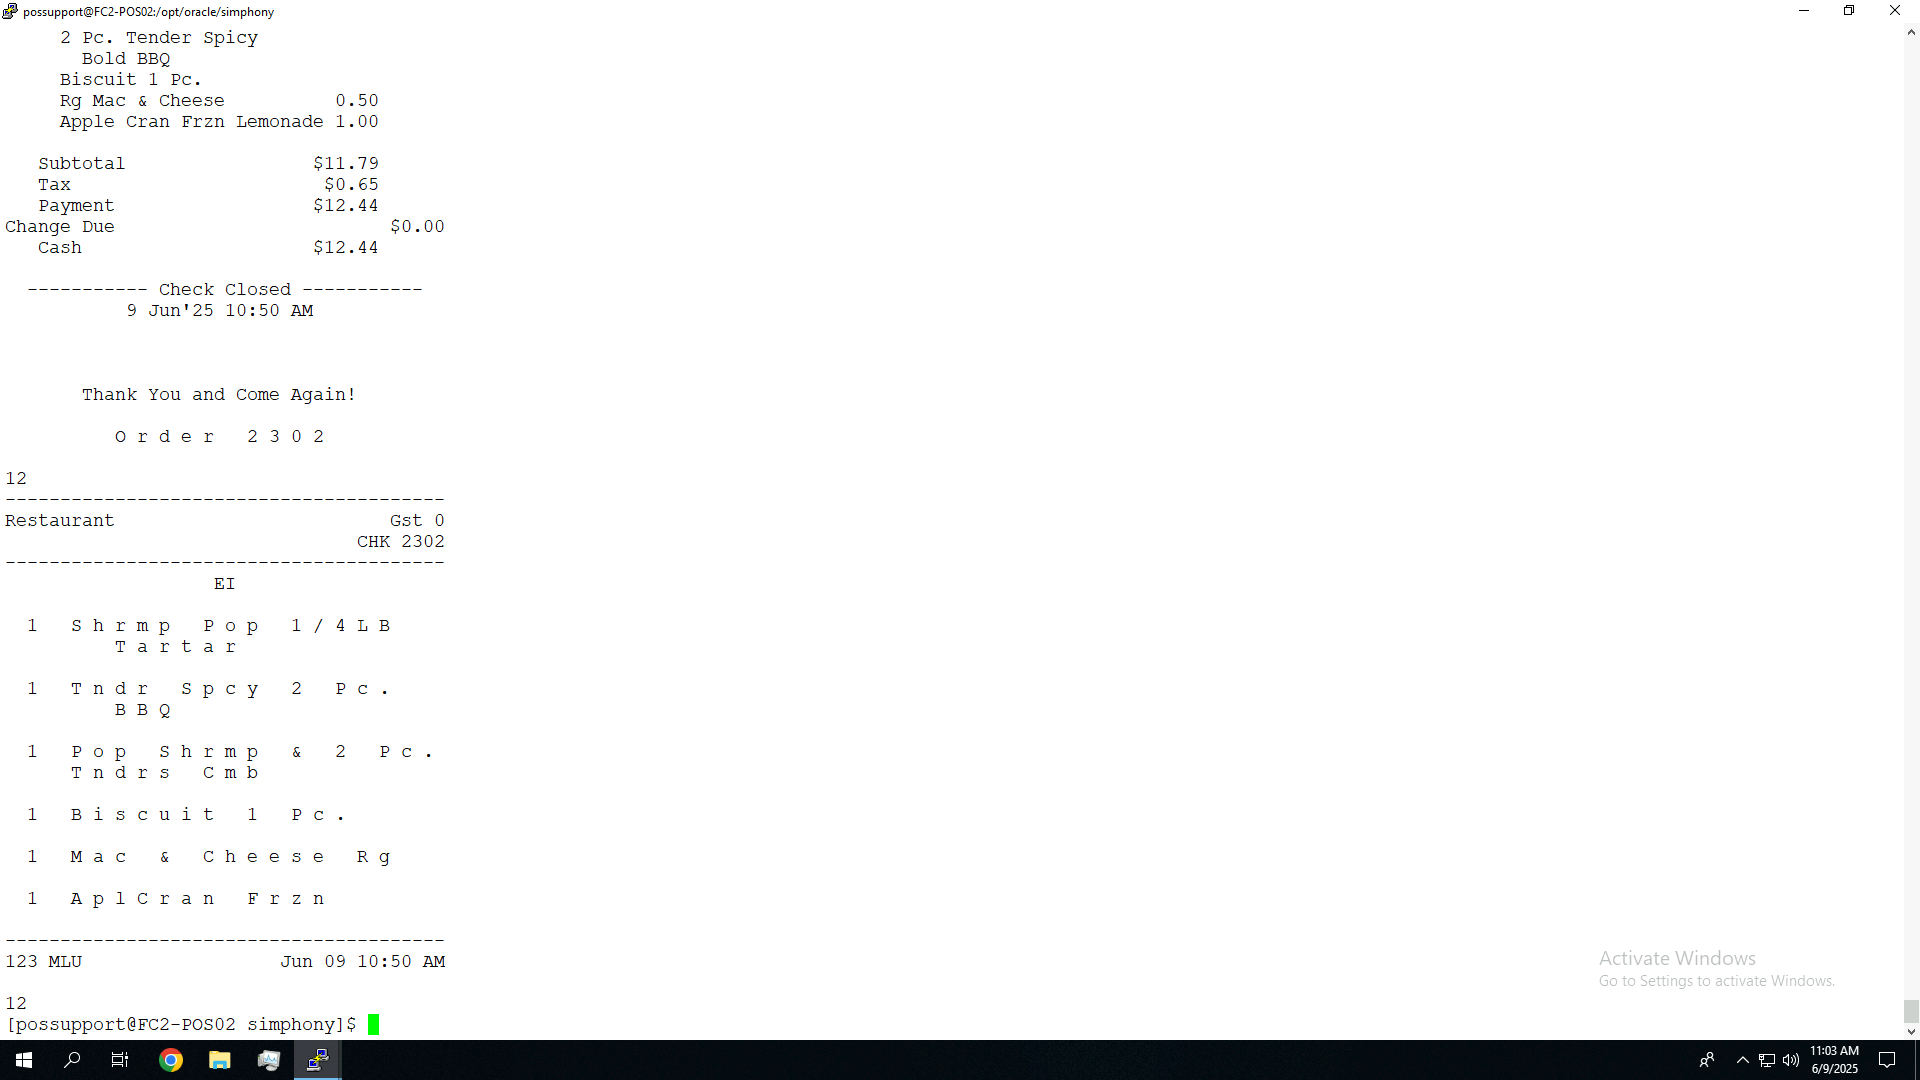 possupport@FC2-POS02:/opt/oracle/simphony
2 Pc. Tender Spicy
Bold BBQ
Biscuit 1 Pc.
Rg Mac & Cheese 0.50
Apple Cran Frzn Lemonade 1.00
Subtotal $11.79
Tax $0.65
Payment $12.44
Change Due $0.00
Cash $12.44
----------- Check Closed -----------
9 Jun'25 10:50 AM
Thank You and Come Again!
O r d e r  2 3 0 2
12
----------------------------------------
Restaurant Gst 0
CHK 2302
----------------------------------------
EI
1 S h r m p  P o p  1 / 4 L B
T a r t a r
1 T n d r  S p c y  2  P c .
B B Q
1 P o p  S h r m p  &  2  P c .
T n d r s  C m b
1 B i s c u i t  1  P c .
1 M a c  &  C h e e s e  R g
1 A p l C r a n  F r z n
----------------------------------------
123 MLU Jun 09 10:50 AM
12
[possupport@FC2-POS02 simphony]$
Activate Windows
Go to Settings to activate Windows.
11:03 AM
6/9/2025